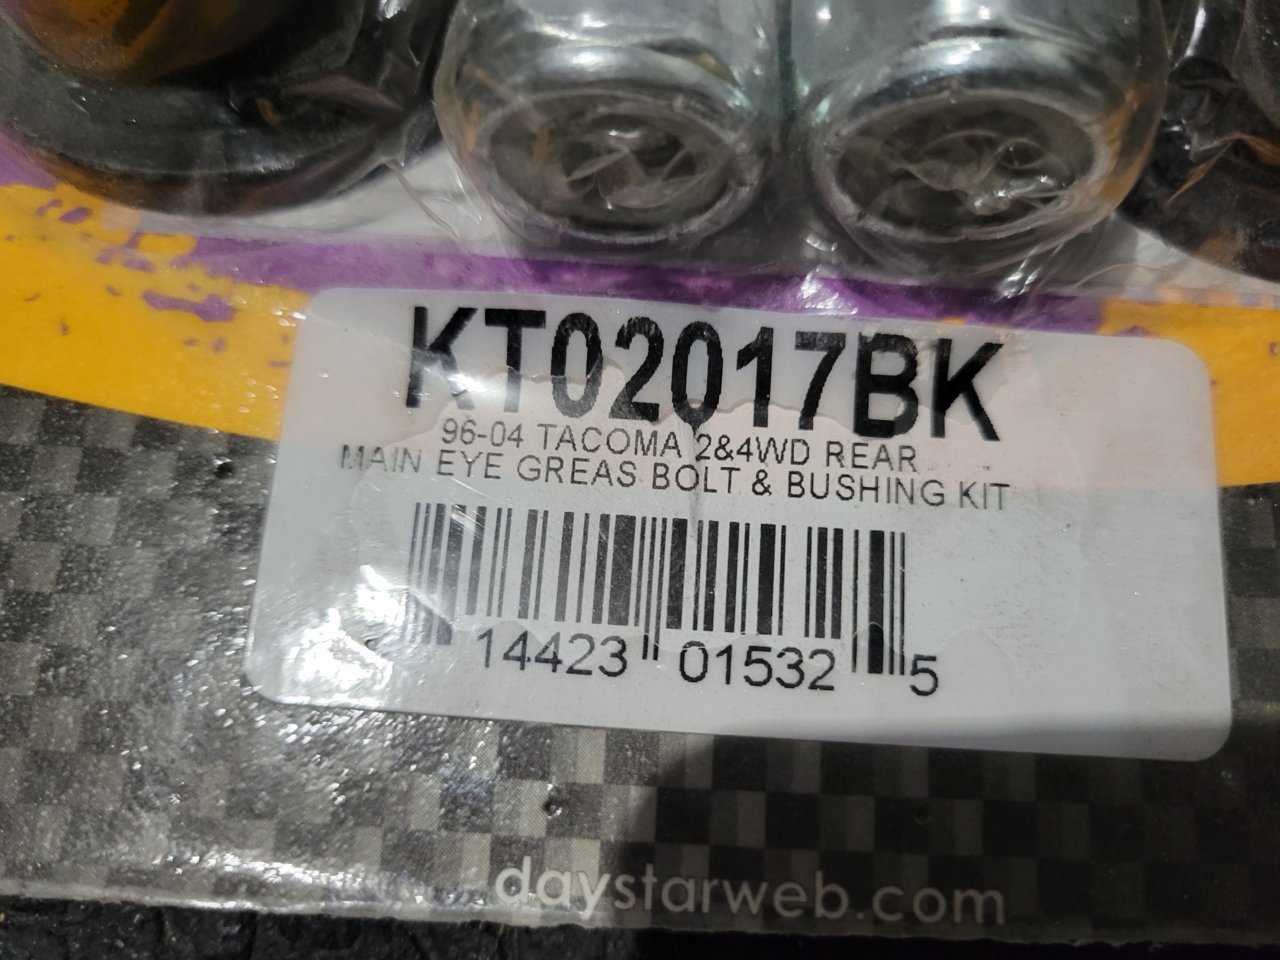 KT02017BK
96-04 TACOMA 2&4WD REAR
MAIN EYE GREAS BOLT & BUSHING KIT
14423 01532 5
daystarweb.com